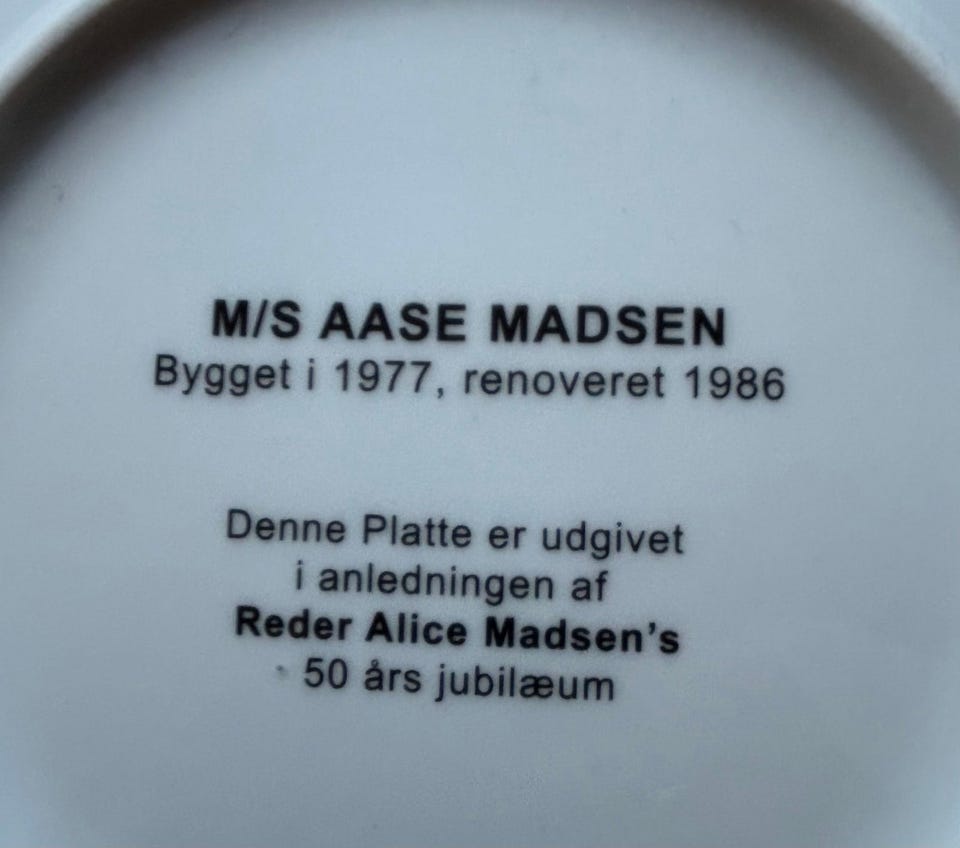 M/S AASE MADSEN
Bygget i 1977, renoveret 1986
Denne Platte er udgivet
i anledningen af
Reder Alice Madsen's
50 års jubilæum